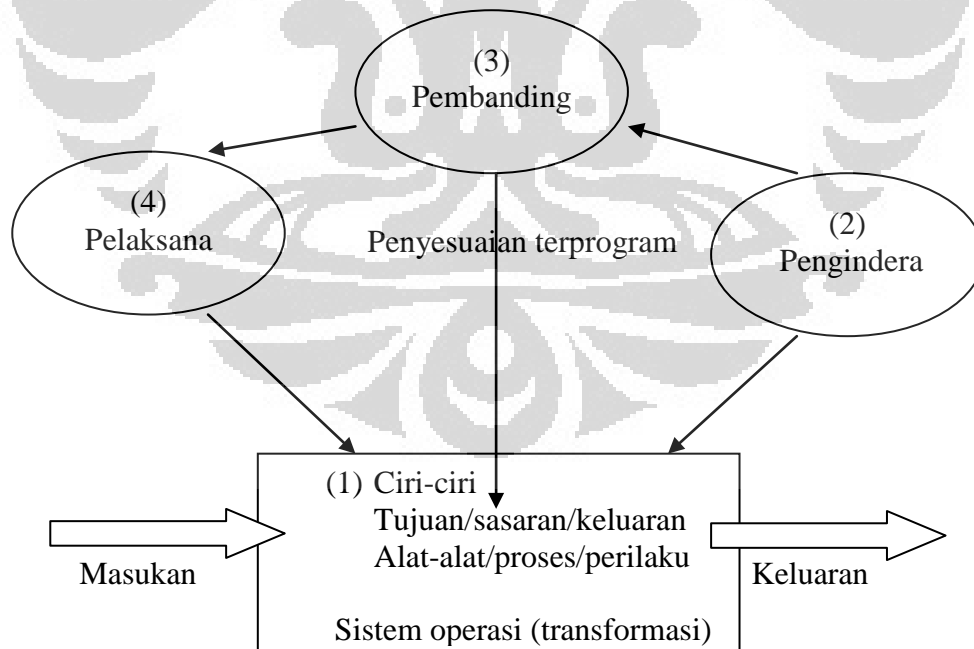 (3)
Pembanding
(4)
Pelaksana
Penyesuaian terprogram
(2)
Pengindera
(1) Ciri-ciri
Tujuan/sasaran/keluaran
Alat-alat/proses/perilaku
Masukan
Keluaran
Sistem operasi (transformasi)